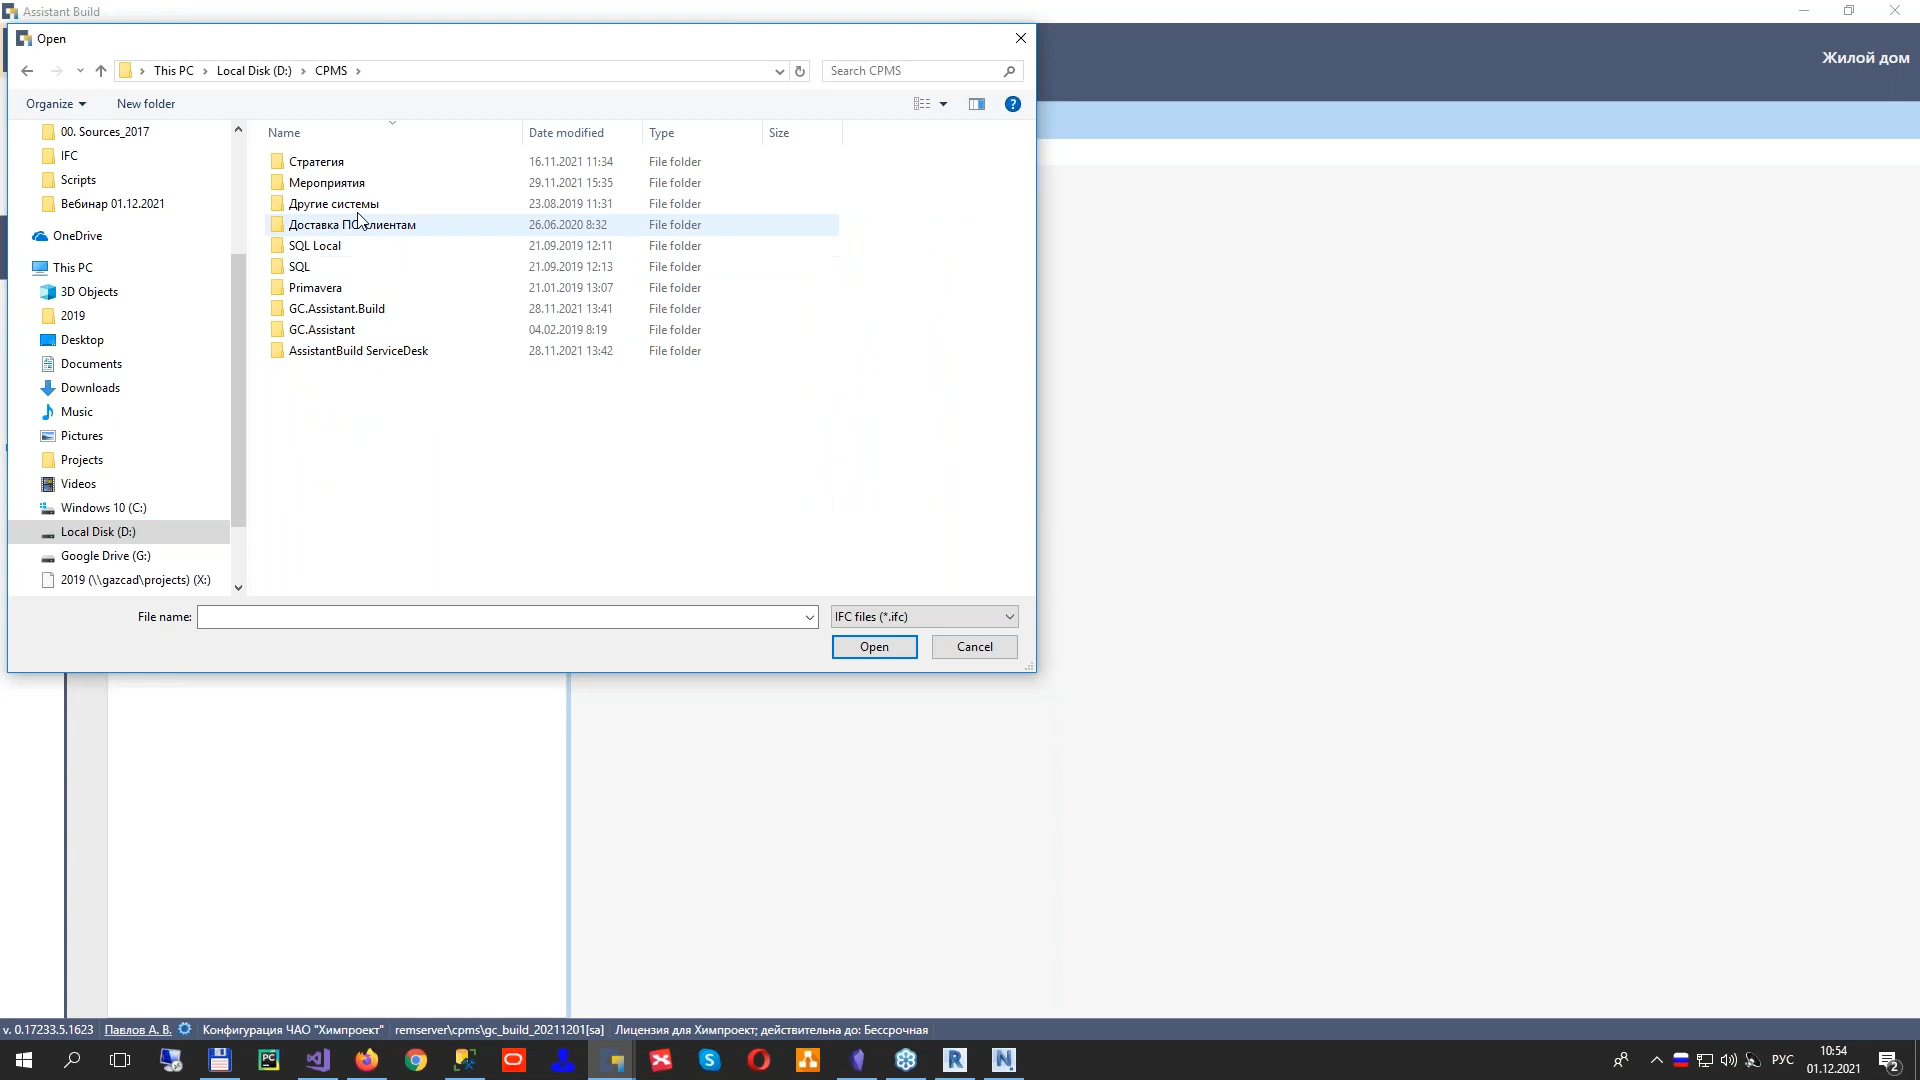 Assistant Build
Open
Жилой дом
This PC > Local Disk (D:) > CPMS >
Search CPMS
Organize
New folder
Name
Date modified
Type
Size
00. Sources_2017
IFC
Scripts
Вебинар 01.12.2021
OneDrive
This PC
3D Objects
2019
Desktop
Documents
Downloads
Music
Pictures
Projects
Videos
Windows 10 (C:)
Local Disk (D:)
Google Drive (G:)
2019 (\\gazcad\projects) (X:)
Стратегия 16.11.2021 11:34 File folder
Мероприятия 29.11.2021 15:35 File folder
Другие системы 23.08.2019 11:31 File folder
Доставка ПО клиентам 26.06.2020 8:32 File folder
SQL Local 21.09.2019 12:11 File folder
SQL 21.09.2019 12:13 File folder
Primavera 21.01.2019 13:07 File folder
GC.Assistant.Build 28.11.2021 13:41 File folder
GC.Assistant 04.02.2019 8:19 File folder
AssistantBuild ServiceDesk 28.11.2021 13:42 File folder
File name:
IFC files (*.ifc)
Open
Cancel
v. 0.17233.5.1623 Павлов А. В. Конфигурация ЧАО "Химпроект" remserver\cpms\gc_build_20211201[sa] Лицензия для Химпроект; действительна до: Бессрочная
РУС
10:54
01.12.2021
2